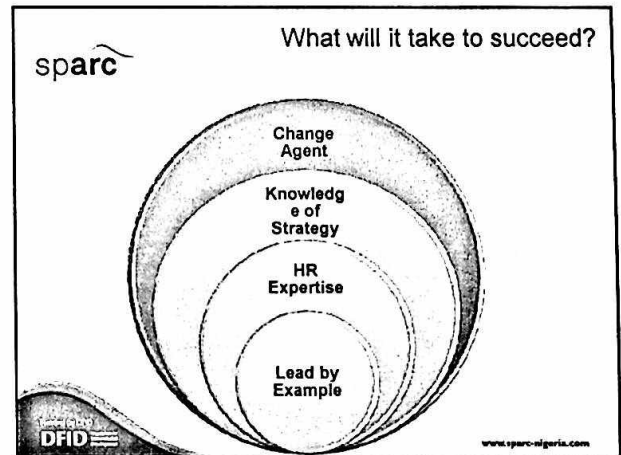 What will it take to succeed?
sparc
Change
Agent
Knowledg
e of
Strategy
HR
Expertise
Lead by
Example
DFID
www.sparc-nigeria.com